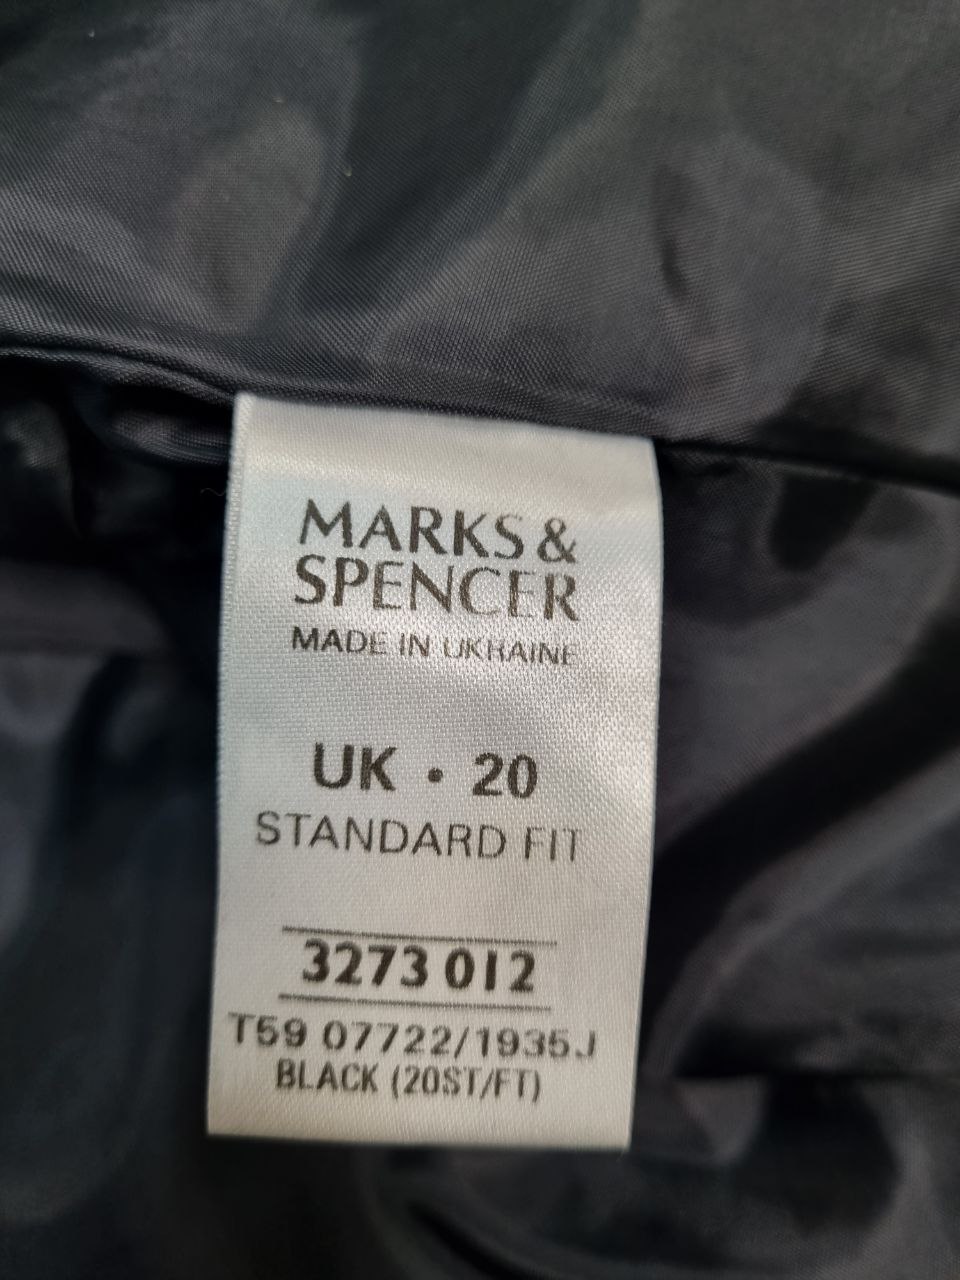 MARKS &
SPENCER
MADE IN UKRAINE
UK · 20
STANDARD FIT
3273 012
T59 07722/1935J
BLACK (20ST/FT)